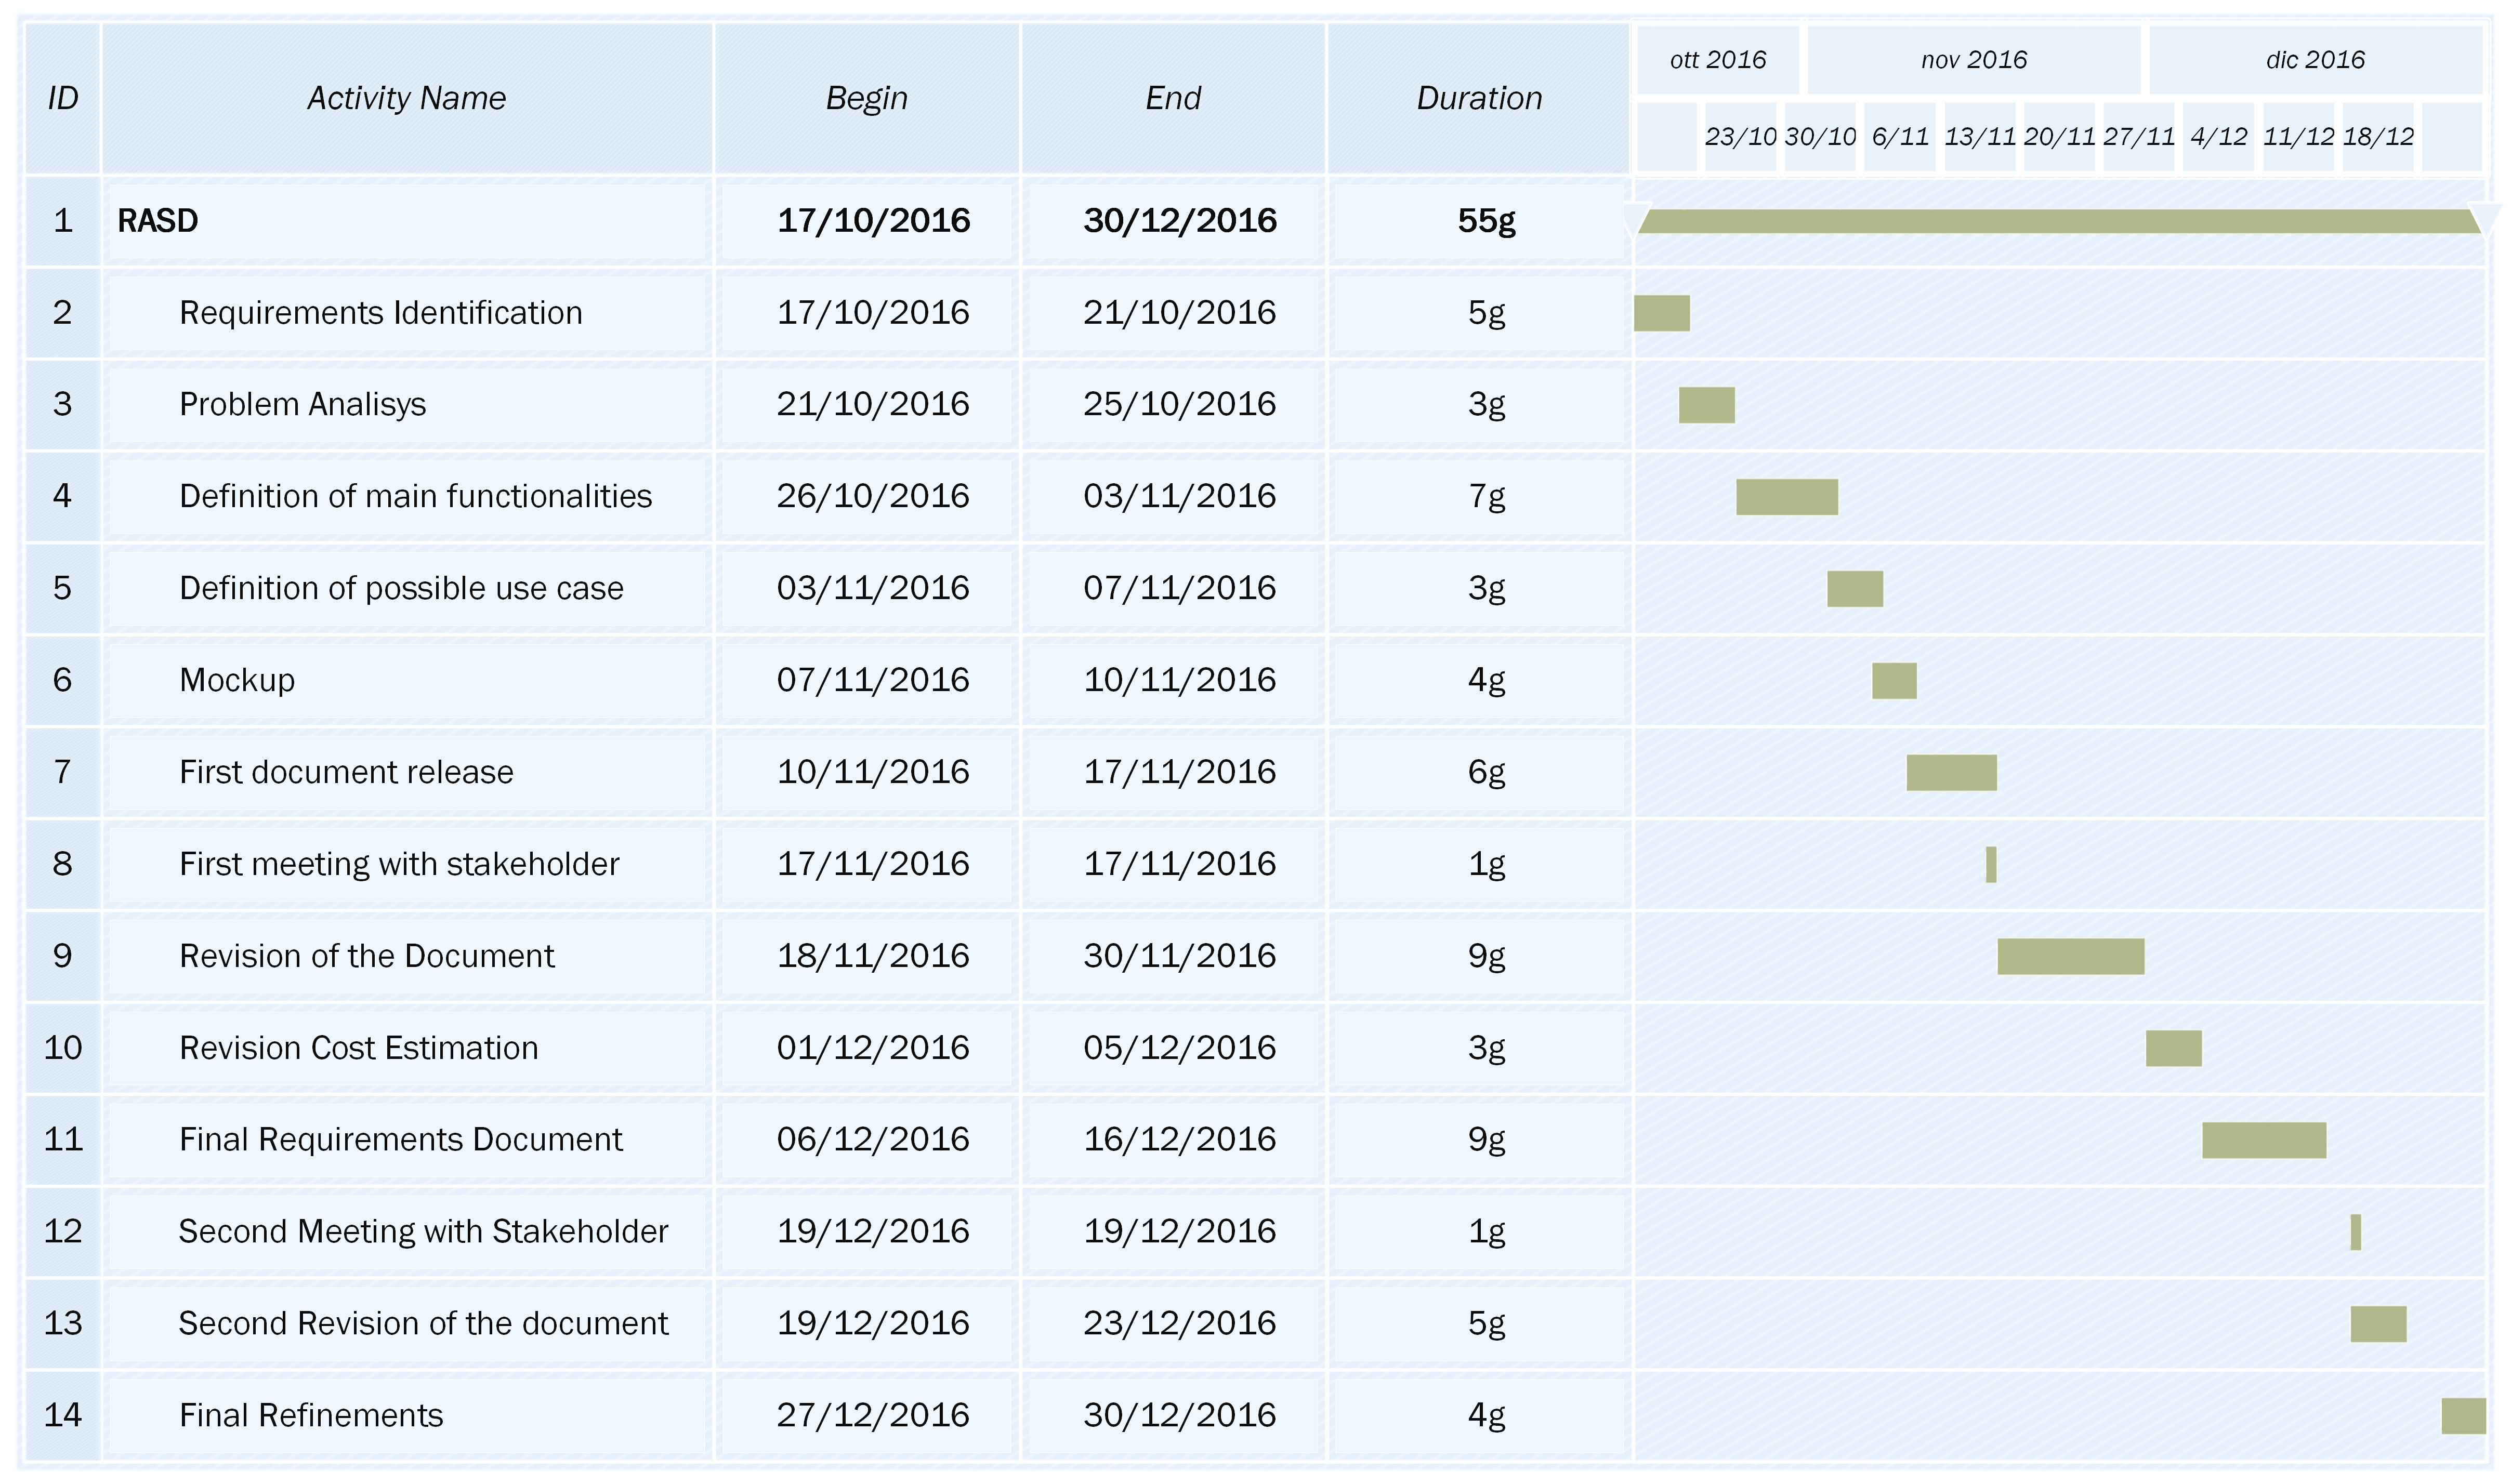 ID Activity Name Begin End Duration ott 2016 nov 2016 dic 2016
23/10 30/10 6/11 13/11 20/11 27/11 4/12 11/12 18/12
1 RASD 17/10/2016 30/12/2016 55g
2 Requirements Identification 17/10/2016 21/10/2016 5g
3 Problem Analisys 21/10/2016 25/10/2016 3g
4 Definition of main functionalities 26/10/2016 03/11/2016 7g
5 Definition of possible use case 03/11/2016 07/11/2016 3g
6 Mockup 07/11/2016 10/11/2016 4g
7 First document release 10/11/2016 17/11/2016 6g
8 First meeting with stakeholder 17/11/2016 17/11/2016 1g
9 Revision of the Document 18/11/2016 30/11/2016 9g
10 Revision Cost Estimation 01/12/2016 05/12/2016 3g
11 Final Requirements Document 06/12/2016 16/12/2016 9g
12 Second Meeting with Stakeholder 19/12/2016 19/12/2016 1g
13 Second Revision of the document 19/12/2016 23/12/2016 5g
14 Final Refinements 27/12/2016 30/12/2016 4g